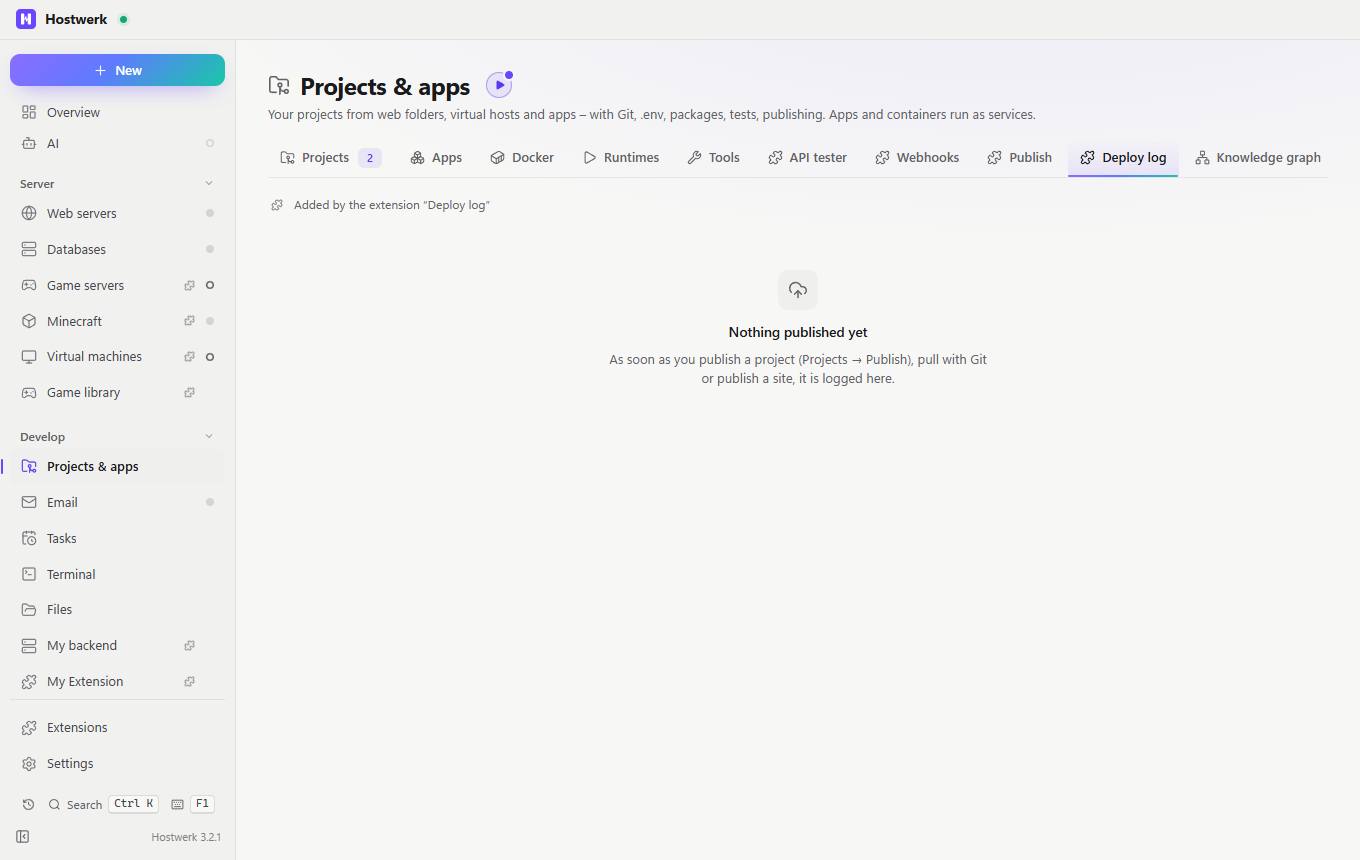 Hostwerk
New
Overview
AI
Server
Web servers
Databases
Game servers
Minecraft
Virtual machines
Game library
Develop
Projects & apps
Email
Tasks
Terminal
Files
My backend
My Extension
Extensions
Settings
Search Ctrl K F1
Hostwerk 3.2.1
Projects & apps
Your projects from web folders, virtual hosts and apps – with Git, .env, packages, tests, publishing. Apps and containers run as services.
Projects 2 Apps Docker Runtimes Tools API tester Webhooks Publish Deploy log Knowledge graph
Added by the extension "Deploy log"
Nothing published yet
As soon as you publish a project (Projects → Publish), pull with Git
or publish a site, it is logged here.